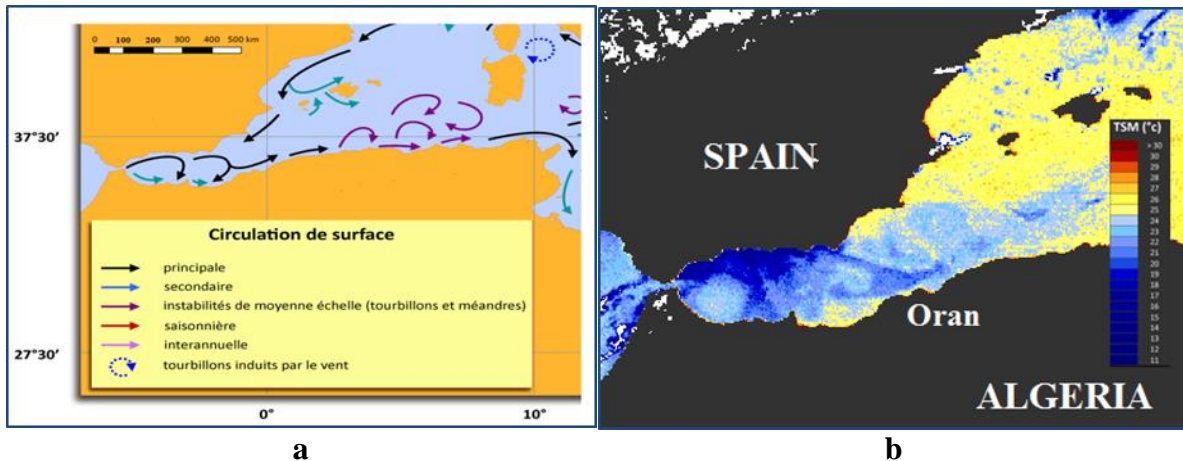 0 100 200 300 400 500 km
37°30’
27°30’
Circulation de surface
principale
secondaire
instabilités de moyenne échelle (tourbillons et méandres)
saisonnière
interannuelle
tourbillons induits par le vent
0°
10°
a
SPAIN
Oran
ALGERIA
TSM (°c)
> 30
30
29
28
27
26
25
24
23
22
21
20
19
18
17
16
15
14
13
12
11
b